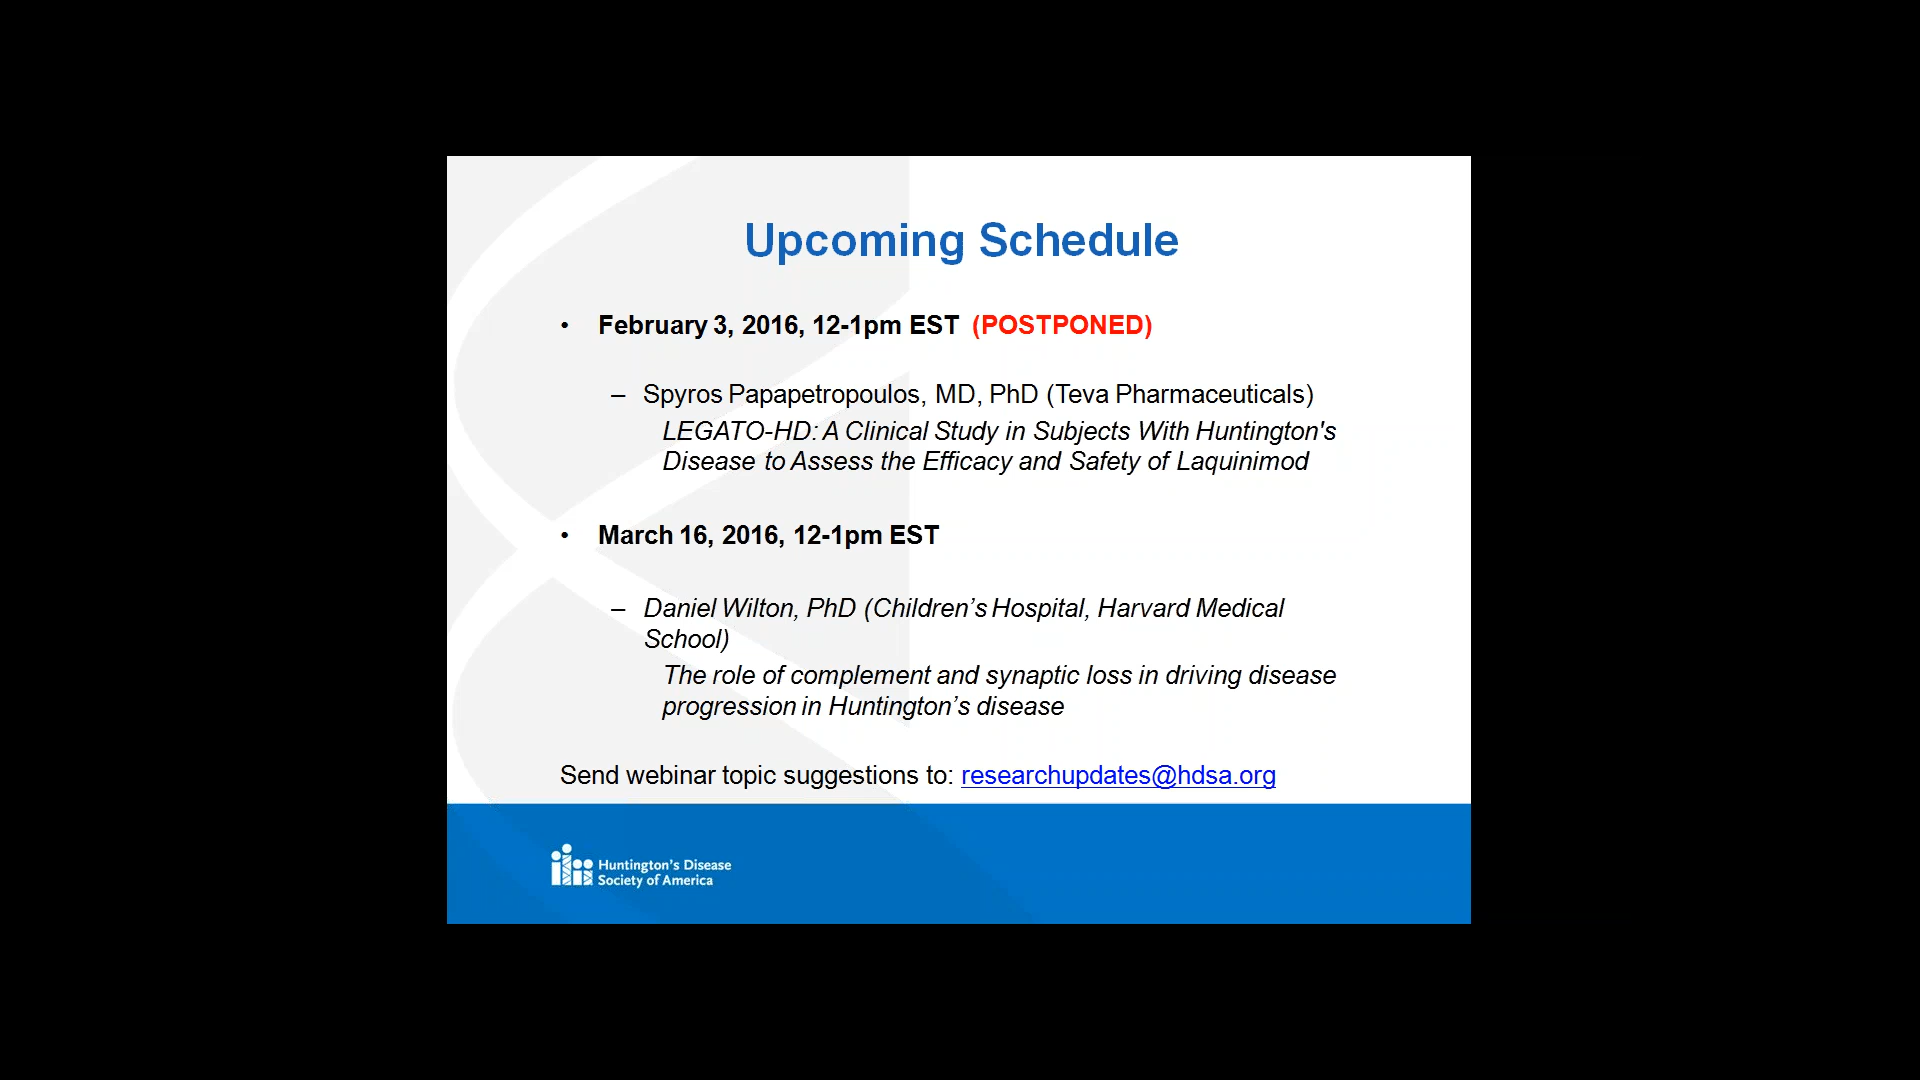 Upcoming Schedule
• February 3, 2016, 12-1pm EST (POSTPONED)
– Spyros Papapetropoulos, MD, PhD (Teva Pharmaceuticals)
LEGATO-HD: A Clinical Study in Subjects With Huntington's
Disease to Assess the Efficacy and Safety of Laquinimod
• March 16, 2016, 12-1pm EST
– Daniel Wilton, PhD (Children’s Hospital, Harvard Medical
School)
The role of complement and synaptic loss in driving disease
progression in Huntington’s disease
Send webinar topic suggestions to: researchupdates@hdsa.org
Huntington’s Disease
Society of America